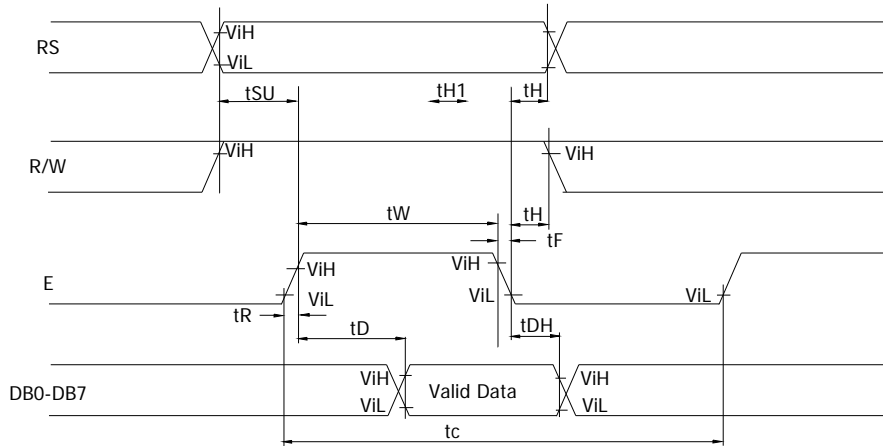 RS
ViH
ViL
tSU
tH1
tH
R/W
ViH
ViH
tW
tH
tF
E
ViH
ViL
ViH
ViL
ViL
tR
tD
tDH
DB0-DB7
ViH
ViL
Valid Data
ViH
ViL
tc